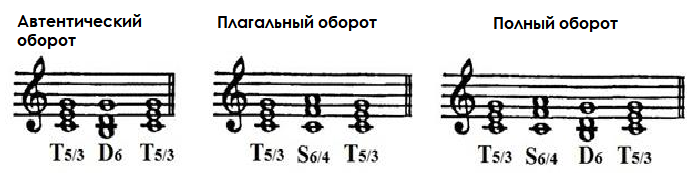 Автентический
оборот
Плагальный оборот
Полный оборот
T5/3 D6 T5/3
T5/3 S6/4 T5/3
T5/3 S6/4 D6 T5/3